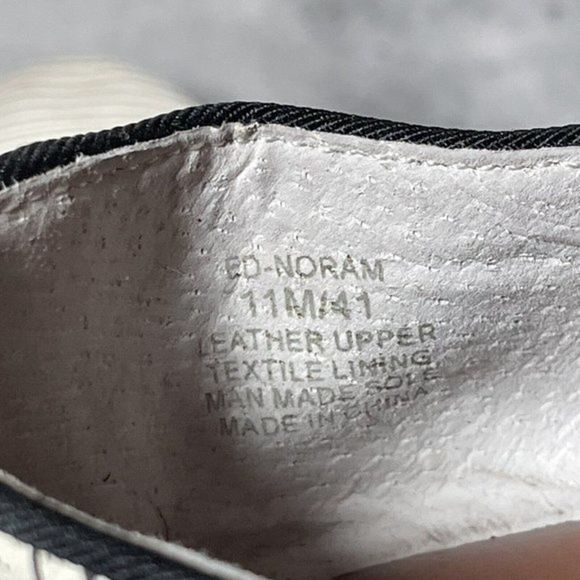 ED-NORAM
11M/41
LEATHER UPPER
TEXTILE LINING
MAN MADE SOLE
MADE IN CHINA